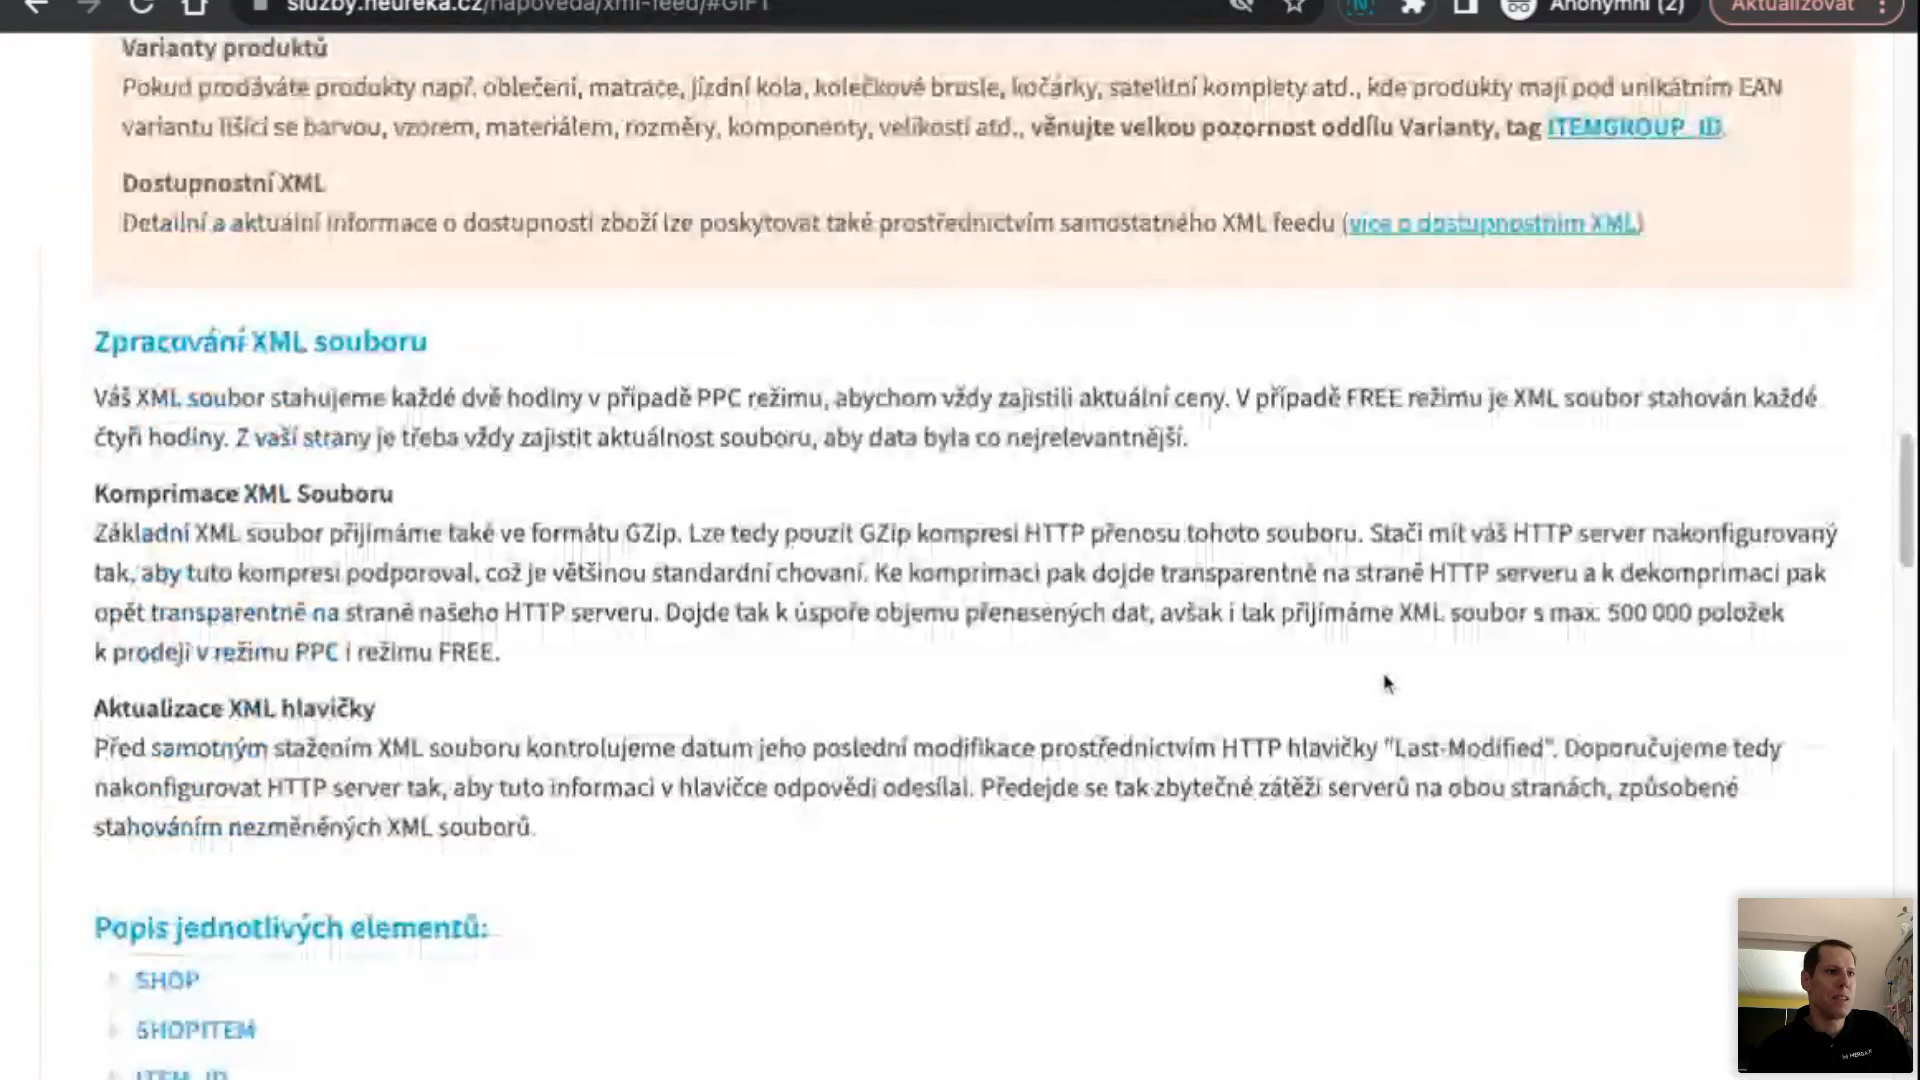 sluzby.heureka.cz/napoveda/xml-feed/#GIFT
Anonymní (2)
Aktualizovat
Varianty produktů
Pokud prodáváte produkty např. oblečení, matrace, jízdní kola, kolečkové brusle, kočárky, satelitní komplety atd., kde produkty mají pod unikátním EAN
variantu lišící se barvou, vzorem, materiálem, rozměry, komponenty, velikostí atd., věnujte velkou pozornost oddílu Varianty, tag ITEMGROUP_ID.
Dostupnostní XML
Detailní a aktuální informace o dostupnosti zboží lze poskytovat také prostřednictvím samostatného XML feedu (více o dostupnostním XML)
Zpracování XML souboru
Váš XML soubor stahujeme každé dvě hodiny v případě PPC režimu, abychom vždy zajistili aktuální ceny. V případě FREE režimu je XML soubor stahován každé
čtyři hodiny. Z vaší strany je třeba vždy zajistit aktuálnost souboru, aby data byla co nejrelevantnější.
Komprimace XML Souboru
Základní XML soubor přijímáme také ve formátu GZip. Lze tedy použít GZip kompresi HTTP přenosu tohoto souboru. Stačí mít váš HTTP server nakonfigurovaný
tak, aby tuto kompresi podporoval, což je většinou standardní chování. Ke komprimaci pak dojde transparentně na straně HTTP serveru a k dekomprimaci pak
opět transparentně na straně našeho HTTP serveru. Dojde tak k úspoře objemu přenesených dat, avšak i tak přijímáme XML soubor s max. 500 000 položek
k prodeji v režimu PPC i režimu FREE.
Aktualizace XML hlavičky
Před samotným stažením XML souboru kontrolujeme datum jeho poslední modifikace prostřednictvím HTTP hlavičky "Last-Modified". Doporučujeme tedy
nakonfigurovat HTTP server tak, aby tuto informaci v hlavičce odpovědi odesílal. Předejde se tak zbytečné zátěži serverů na obou stranách, způsobené
stahováním nezměněných XML souborů.
Popis jednotlivých elementů:
SHOP
SHOPITEM
ITEM_ID